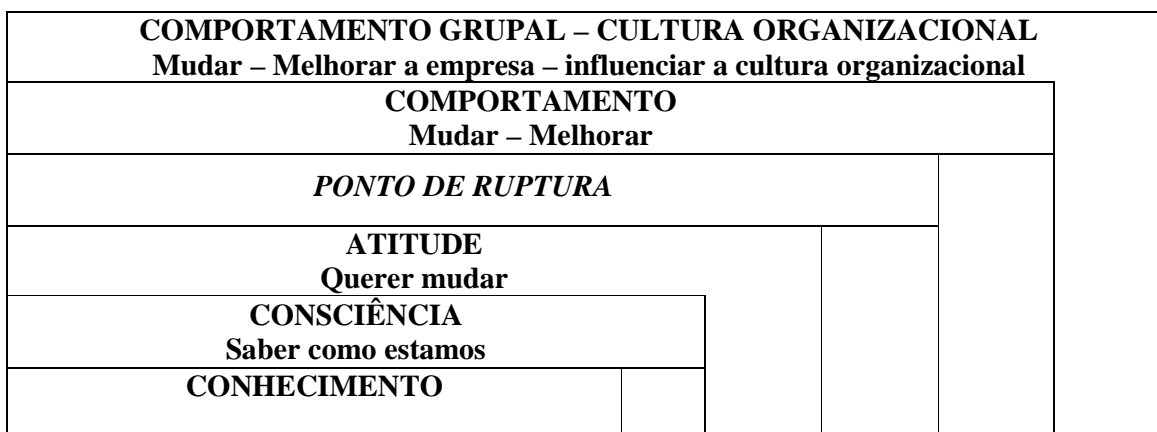 COMPORTAMENTO GRUPAL – CULTURA ORGANIZACIONAL
Mudar – Melhorar a empresa – influenciar a cultura organizacional
COMPORTAMENTO
Mudar – Melhorar
PONTO DE RUPTURA
ATITUDE
Querer mudar
CONSCIÊNCIA
Saber como estamos
CONHECIMENTO